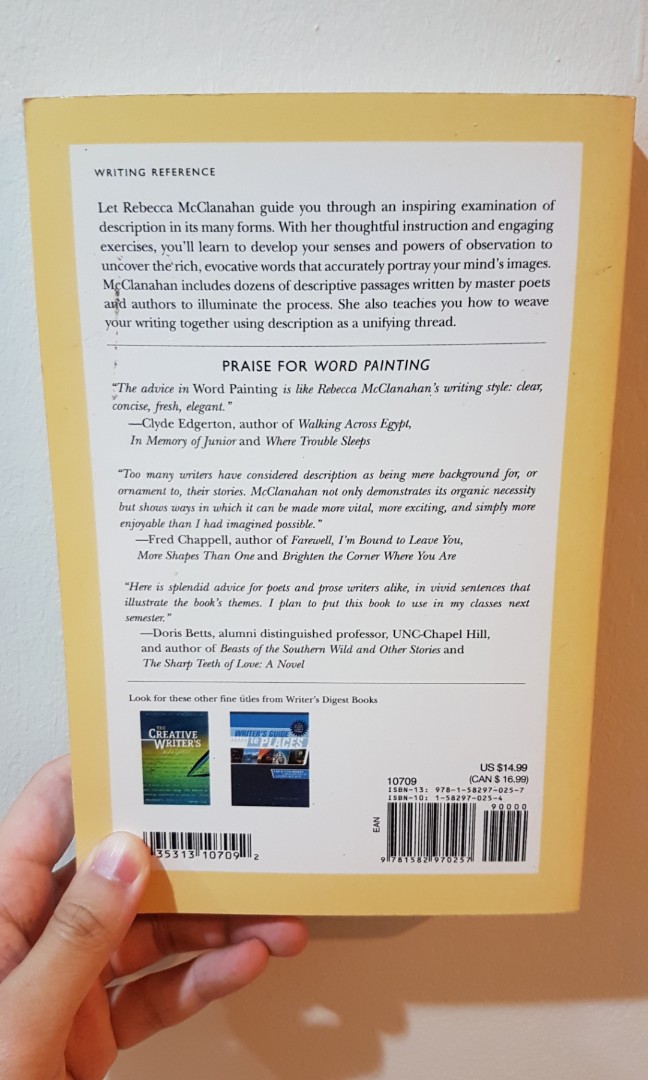 WRITING REFERENCE
Let Rebecca McClanahan guide you through an inspiring examination of
description in its many forms. With her thoughtful instruction and engaging
exercises, you'll learn to develop your senses and powers of observation to
uncover the rich, evocative words that accurately portray your mind's images.
McClanahan includes dozens of descriptive passages written by master poets
and authors to illuminate the process. She also teaches you how to weave
your writing together using description as a unifying thread.
PRAISE FOR WORD PAINTING
“The advice in Word Painting is like Rebecca McClanahan's writing style: clear,
concise, fresh, elegant.”
—Clyde Edgerton, author of Walking Across Egypt,
In Memory of Junior and Where Trouble Sleeps
“Too many writers have considered description as being mere background for, or
ornament to, their stories. McClanahan not only demonstrates its organic necessity
but shows ways in which it can be made more vital, more exciting, and simply more
enjoyable than I had imagined possible.”
—Fred Chappell, author of Farewell, I'm Bound to Leave You,
More Shapes Than One and Brighten the Corner Where You Are
“Here is splendid advice for poets and prose writers alike, in vivid sentences that
illustrate the book's themes. I plan to put this book to use in my classes next
semester.”
—Doris Betts, alumni distinguished professor, UNC-Chapel Hill,
and author of Beasts of the Southern Wild and Other Stories and
The Sharp Teeth of Love: A Novel
Look for these other fine titles from Writer's Digest Books
THE
CREATIVE
WRITER'S
WRITER'S GUIDE
to PLACES
US $14.99
(CAN $ 16.99)
10709
ISBN-13: 978-1-58297-025-7
ISBN-10: 1-58297-025-4
90000
EAN
9 781582 970257
35313 10709 2